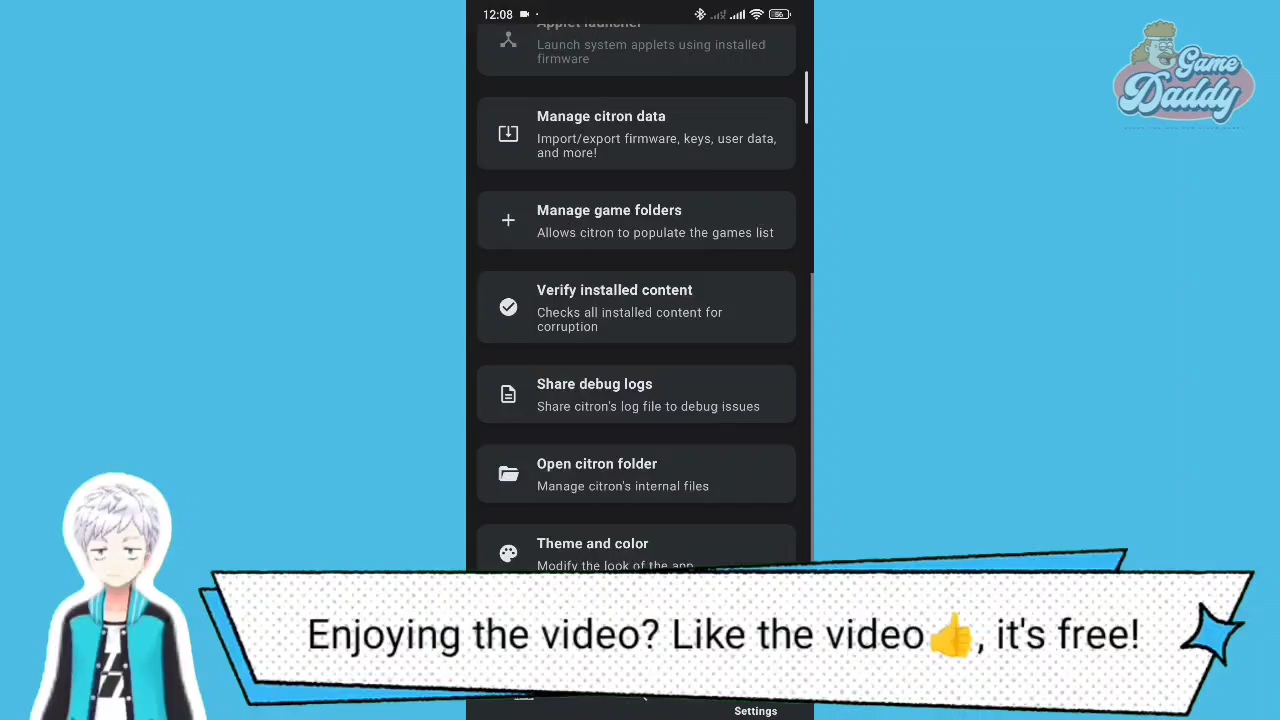 12:08
56
Game
Daddy
Applet launcher
Launch system applets using installed
firmware
Manage citron data
Import/export firmware, keys, user data,
and more!
Manage game folders
Allows citron to populate the games list
Verify installed content
Checks all installed content for
corruption
Share debug logs
Share citron's log file to debug issues
Open citron folder
Manage citron's internal files
Theme and color
Modify the look of the app
Enjoying the video? Like the video👍, it's free!
Settings